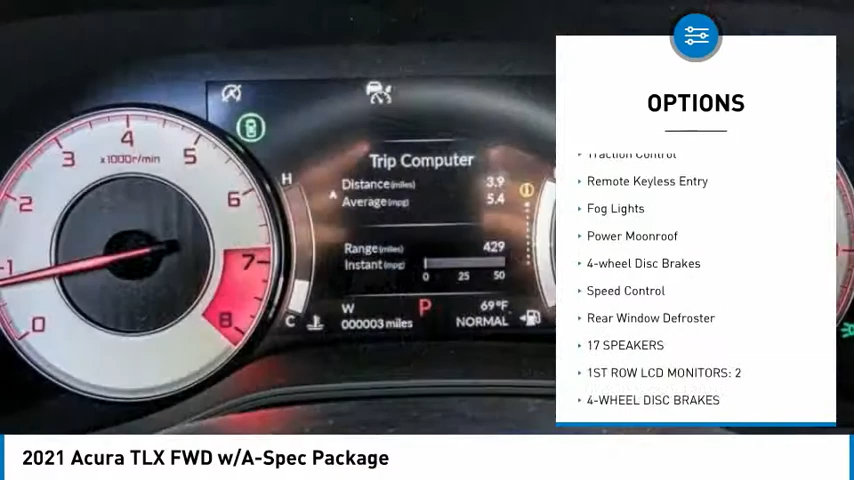 4
3
5
x1000r/min
2
6
1
7
0
8
H
C
Trip Computer
A
Distance(miles) 3.9
Average(mpg) 5.4
Range(miles) 429
Instant(mpg)
0 25 50
W P 69°F
000003 miles NORMAL
OPTIONS
Traction Control
Remote Keyless Entry
Fog Lights
Power Moonroof
4-wheel Disc Brakes
Speed Control
Rear Window Defroster
17 SPEAKERS
1ST ROW LCD MONITORS: 2
4-WHEEL DISC BRAKES
2021 Acura TLX FWD w/A-Spec Package